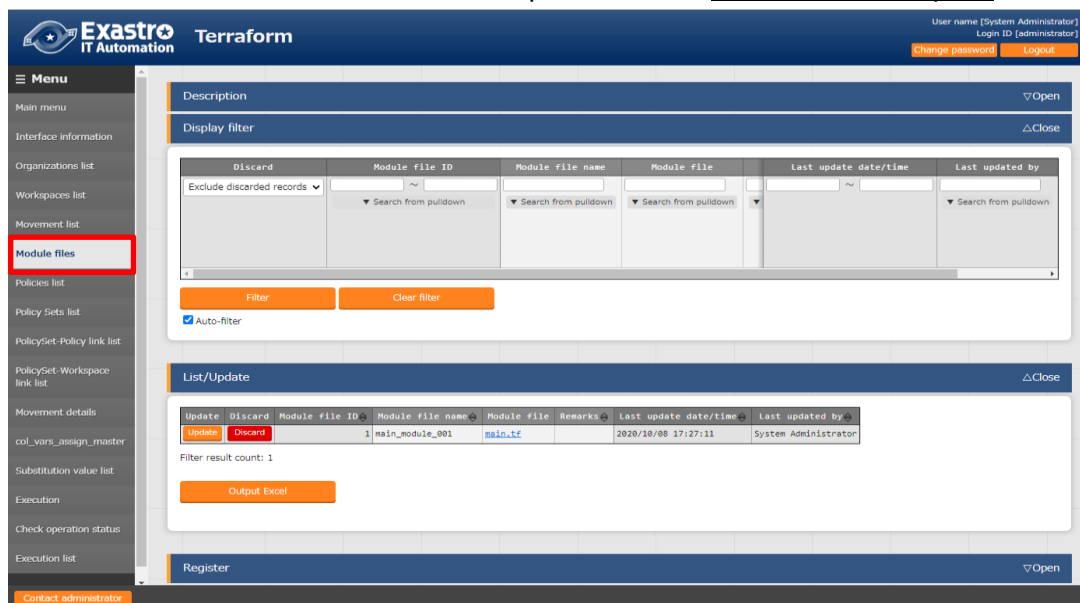 Exastro
IT Automation
Terraform
User name [System Administrator]
Login ID [administrator]
Change password
Logout
≡ Menu
Main menu
Interface information
Organizations list
Workspaces list
Movement list
Module files
Policies list
Policy Sets list
PolicySet-Policy link list
PolicySet-Workspace
link list
Movement details
col_vars_assign_master
Substitution value list
Execution
Check operation status
Execution list
Contact administrator
Description ▽Open
Display filter △Close
Discard Module file ID Module file name Module file Last update date/time Last updated by
Exclude discarded records ~ ~
▼ Search from pulldown ▼ Search from pulldown ▼ Search from pulldown ▼ ▼ Search from pulldown
Filter Clear filter
Auto-filter
List/Update △Close
Update Discard Module file ID Module file name Module file Remarks Last update date/time Last updated by
Update Discard 1 main_module_001 main.tf 2020/10/08 17:27:11 System Administrator
Filter result count: 1
Output Excel
Register ▽Open